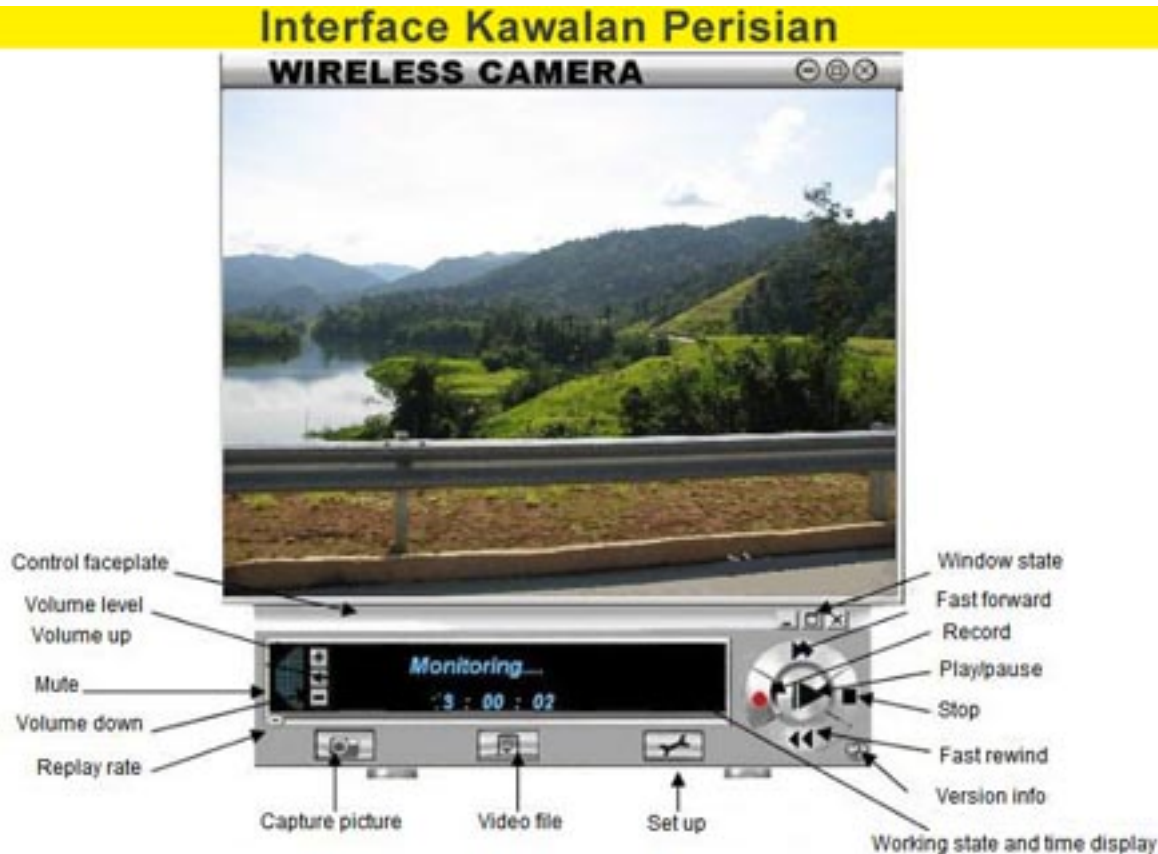 Interface Kawalan Perisian
WIRELESS CAMERA
Control faceplate
Volume level
Volume up
Mute
Volume down
Replay rate
Monitoring....
3 : 00 : 02
Window state
Fast forward
Record
Play/pause
Stop
Fast rewind
Version info
Capture picture
Video file
Set up
Working state and time display